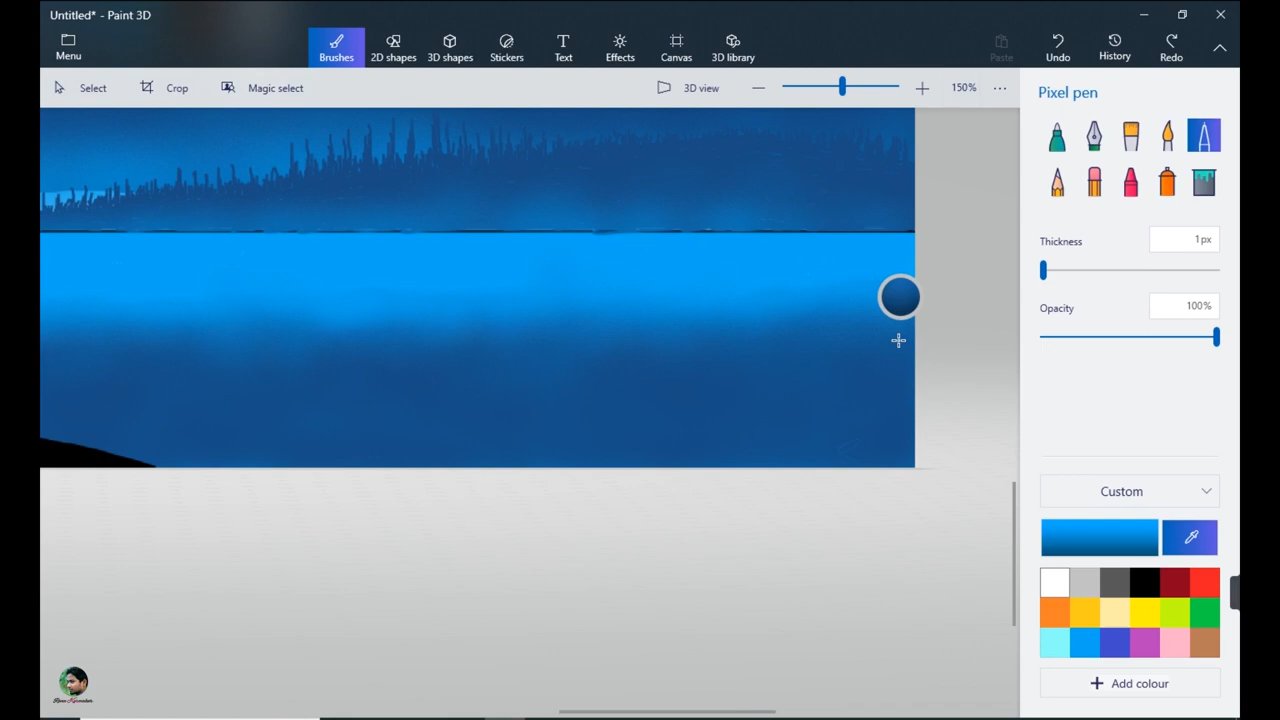 Untitled* - Paint 3D
Menu
Brushes
2D shapes
3D shapes
Stickers
Text
Effects
Canvas
3D library
Paste
Undo
History
Redo
Select
Crop
Magic select
3D view
150%
Pixel pen
Thickness
1px
Opacity
100%
Custom
Add colour